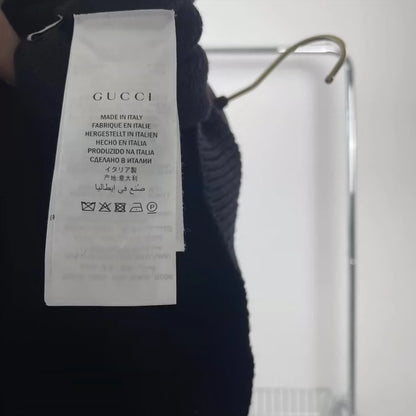 GUCCI
MADE IN ITALY
FABRIQUE EN ITALIE
HERGESTELLT IN ITALIEN
HECHO EN ITALIA
PRODUZIDO NA ITALIA
СДЕЛАНО В ИТАЛИИ
イタリア製
产地:意大利
صنع في إيطاليا